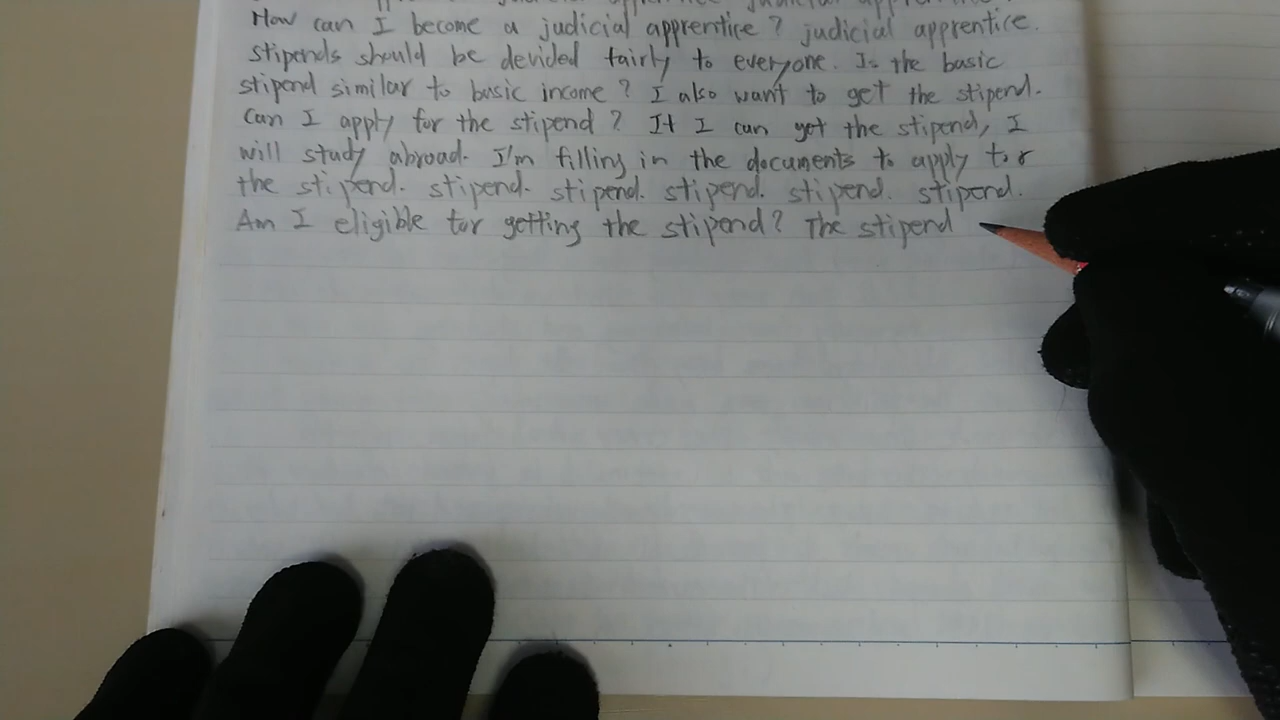 How can I become a judicial apprentice? judicial apprentice.
stipends should be devided fairly to everyone. Is the basic
stipend similar to basic income? I also want to get the stipend.
Can I apply for the stipend? If I can get the stipend, I
will study abroad. I'm filling in the documents to apply for
the stipend. stipend. stipend. stipend. stipend. stipend.
Am I eligible for getting the stipend? The stipend